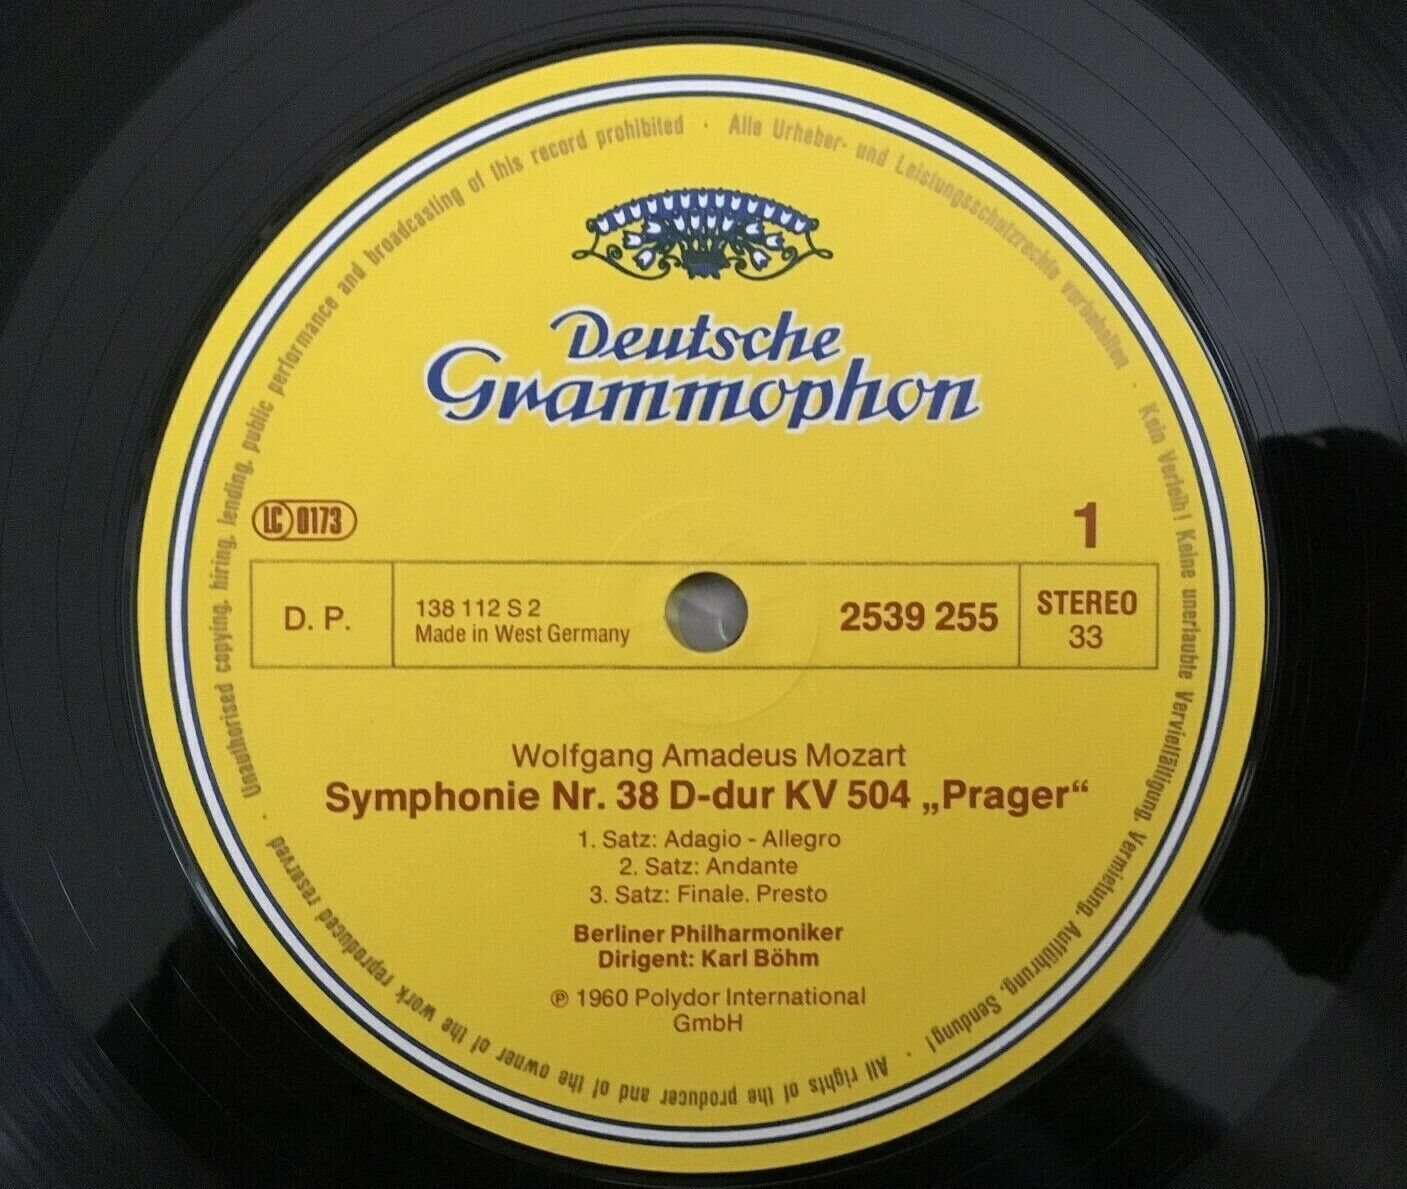 Deutsche
Grammophon
LC 0173
1
D. P.
138 112 S 2
Made in West Germany
2539 255
STEREO
33
Wolfgang Amadeus Mozart
Symphonie Nr. 38 D-dur KV 504 „Prager“
1. Satz: Adagio - Allegro
2. Satz: Andante
3. Satz: Finale. Presto
Berliner Philharmoniker
Dirigent: Karl Böhm
℗ 1960 Polydor International
GmbH
Alle Urheber- und Leistungsschutzrechte vorbehalten · Kein Verleih! Keine unerlaubte Vervielfältigung, Vermietung, Aufführung, Sendung! · All rights of the producer and of the owner of the work reproduced reserved · Unauthorised copying, hiring, lending, public performance and broadcasting of this record prohibited ·